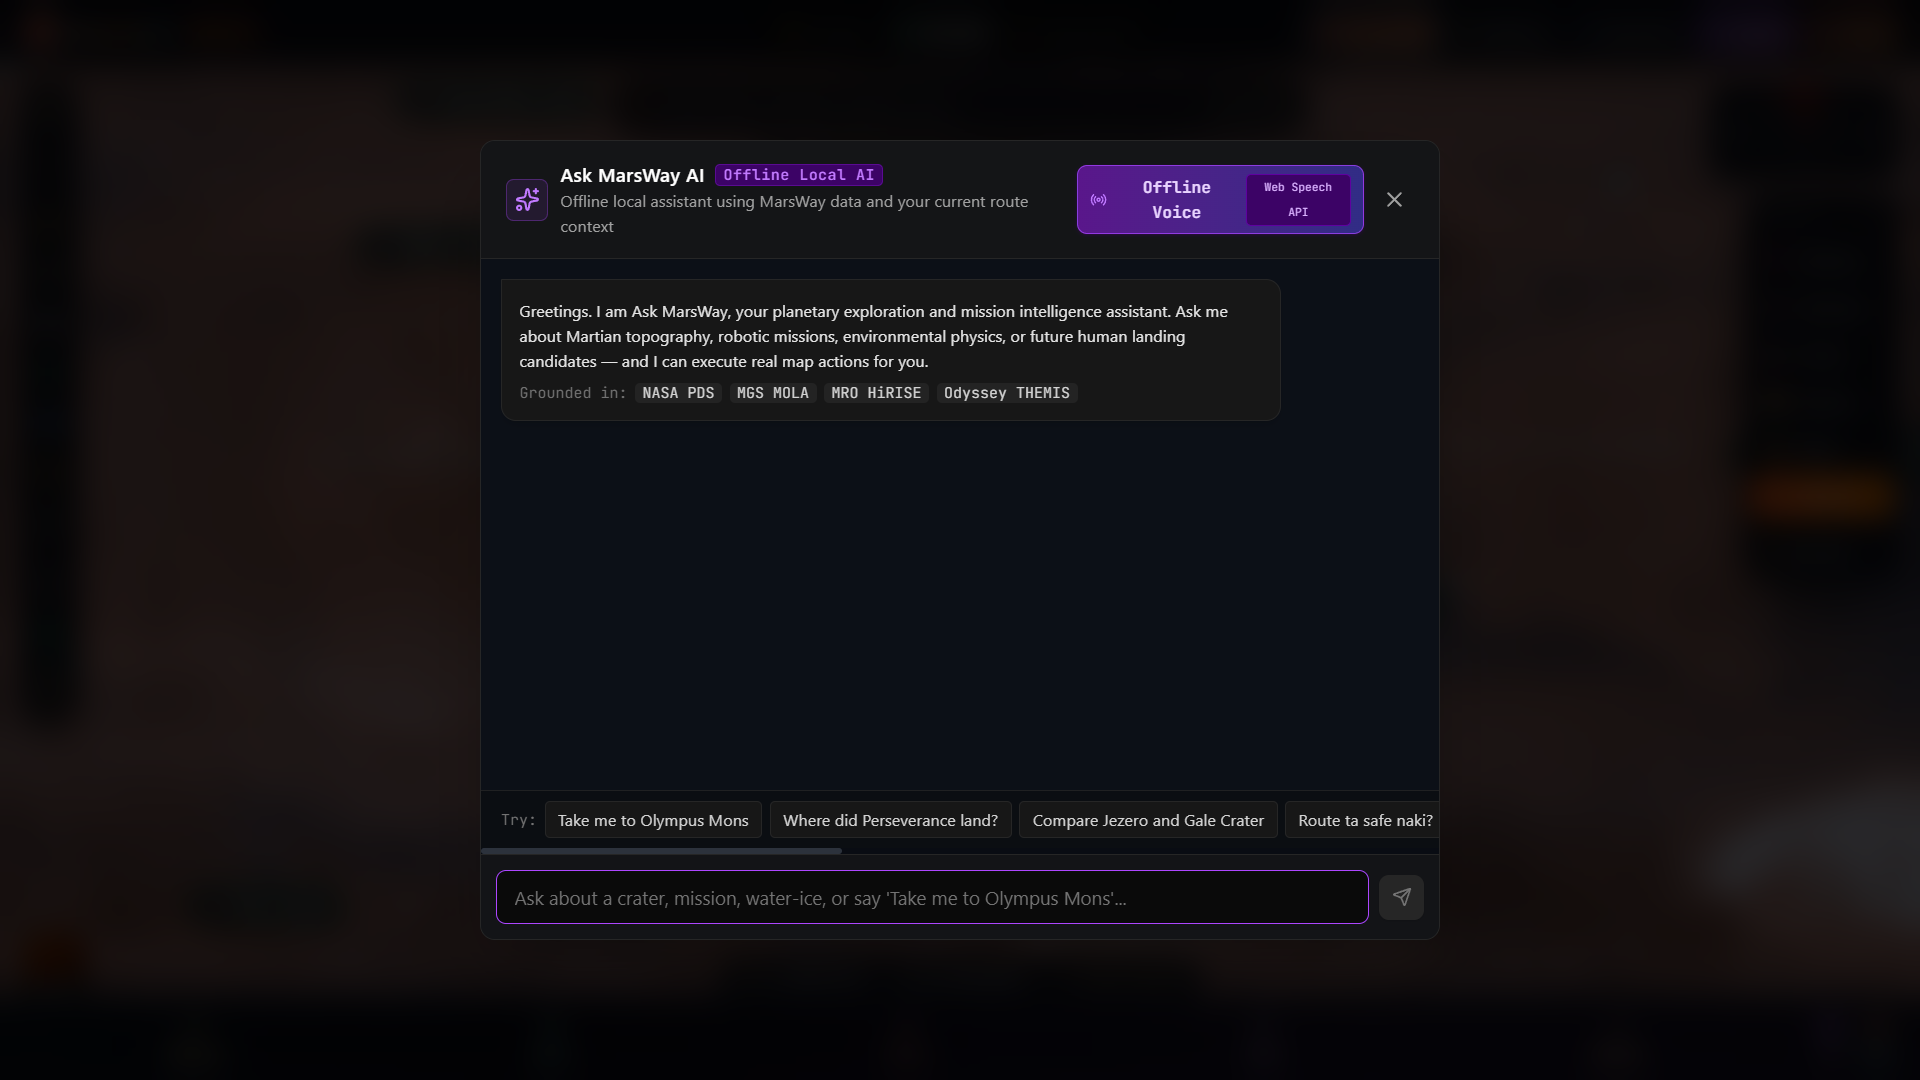 Ask MarsWay AI Offline Local AI
Offline local assistant using MarsWay data and your current route
context
Offline
Voice
Web Speech
API
Greetings. I am Ask MarsWay, your planetary exploration and mission intelligence assistant. Ask me
about Martian topography, robotic missions, environmental physics, or future human landing
candidates — and I can execute real map actions for you.
Grounded in: NASA PDS MGS MOLA MRO HiRISE Odyssey THEMIS
Try: Take me to Olympus Mons Where did Perseverance land? Compare Jezero and Gale Crater Route ta safe naki?
Ask about a crater, mission, water-ice, or say 'Take me to Olympus Mons'...